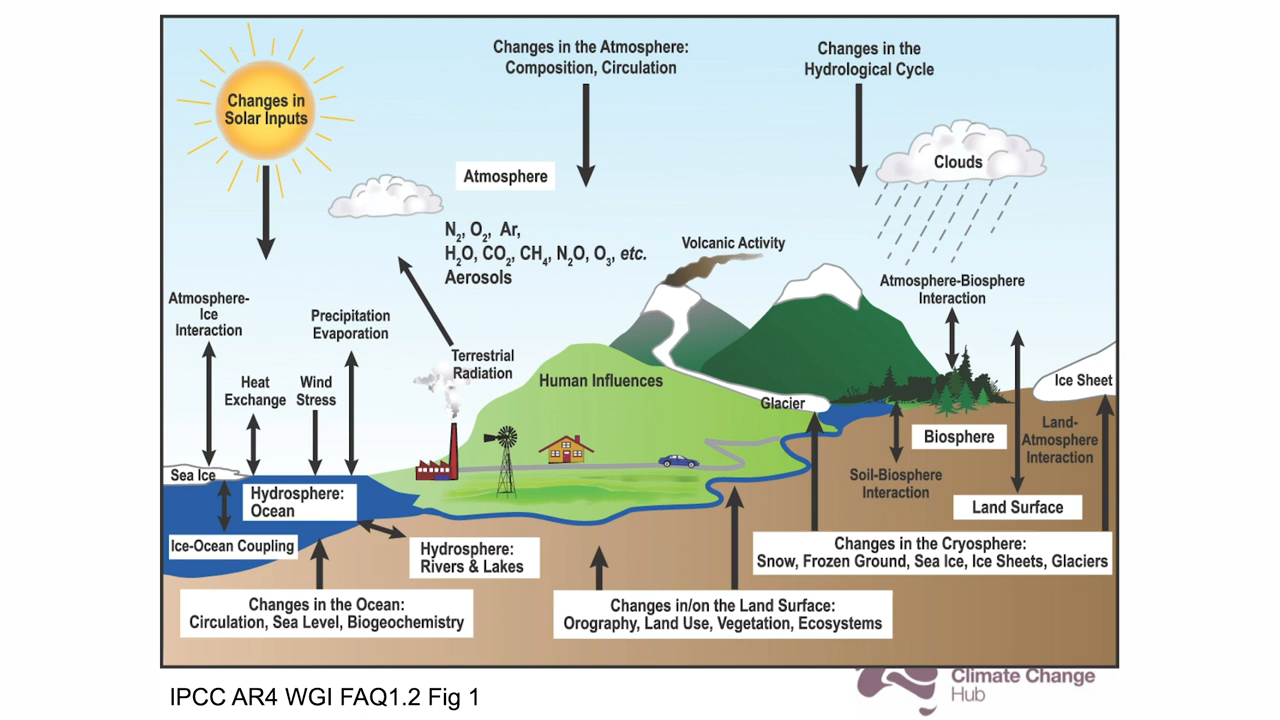 Changes in the Atmosphere:
Composition, Circulation
Changes in the
Hydrological Cycle
Changes in
Solar Inputs
Clouds
Atmosphere
N₂, O₂, Ar,
H₂O, CO₂, CH₄, N₂O, O₃, etc.
Aerosols
Volcanic Activity
Atmosphere-Biosphere
Interaction
Atmosphere-
Ice
Interaction
Precipitation
Evaporation
Terrestrial
Radiation
Heat
Exchange
Wind
Stress
Human Influences
Glacier
Ice Sheet
Biosphere
Land-
Atmosphere
Interaction
Sea Ice
Hydrosphere:
Ocean
Soil-Biosphere
Interaction
Land Surface
Ice-Ocean Coupling
Hydrosphere:
Rivers & Lakes
Changes in the Cryosphere:
Snow, Frozen Ground, Sea Ice, Ice Sheets, Glaciers
Changes in the Ocean:
Circulation, Sea Level, Biogeochemistry
Changes in/on the Land Surface:
Orography, Land Use, Vegetation, Ecosystems
IPCC AR4 WGI FAQ1.2 Fig 1
Climate Change
Hub